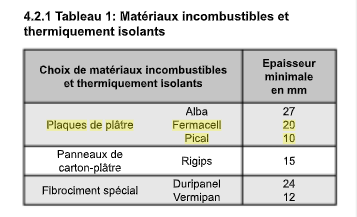 4.2.1 Tableau 1: Matériaux incombustibles et
thermiquement isolants
Choix de matériaux incombustibles
et thermiquement isolants
Epaisseur
minimale
en mm
Alba 27
Plaques de plâtre Fermacell 20
Pical 10
Panneaux de
carton-plâtre
Rigips 15
Fibrociment spécial Duripanel 24
Vermipan 12